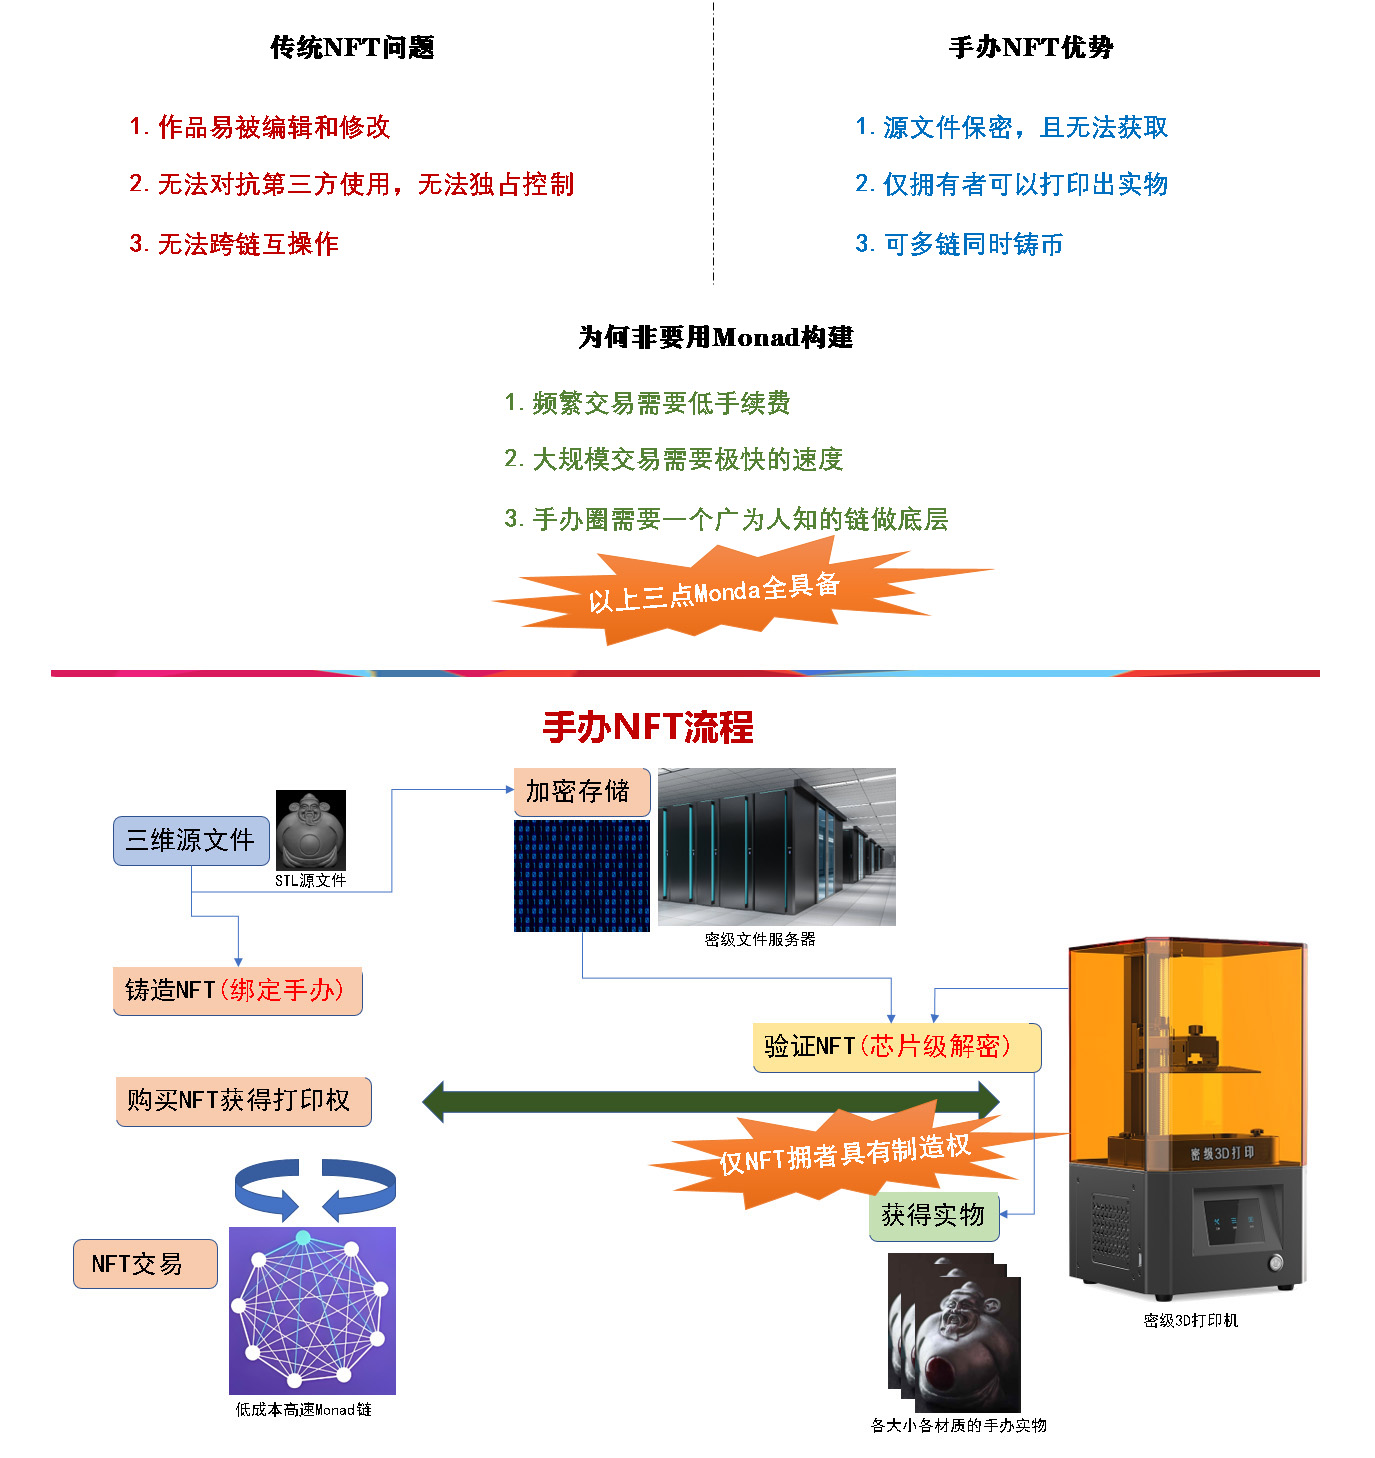 传统NFT问题
手办NFT优势
1. 作品易被编辑和修改
2. 无法对抗第三方使用，无法独占控制
3. 无法跨链互操作
1. 源文件保密，且无法获取
2. 仅拥有者可以打印出实物
3. 可多链同时铸币
为何非要用Monad构建
1. 频繁交易需要低手续费
2. 大规模交易需要极快的速度
3. 手办圈需要一个广为人知的链做底层
以上三点Monda全具备
手办NFT流程
加密存储
三维源文件
STL源文件
密级文件服务器
铸造NFT(绑定手办)
验证NFT(芯片级解密)
购买NFT获得打印权
仅NFT拥者具有制造权
密级3D打印
获得实物
NFT交易
密级3D打印机
低成本高速Monad链
各大小各材质的手办实物